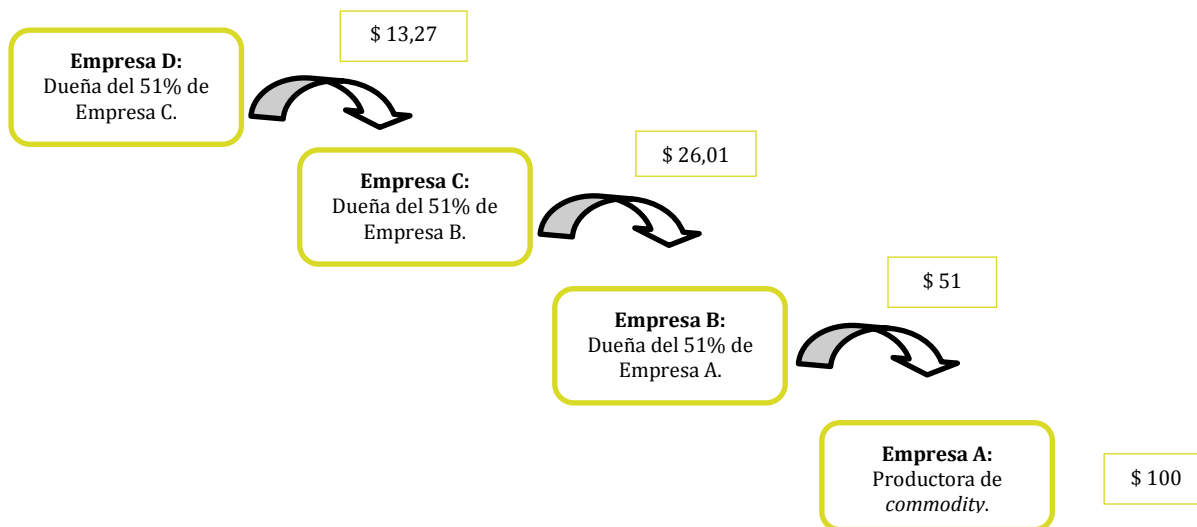 $ 13,27
Empresa D:
Dueña del 51% de
Empresa C.
$ 26,01
Empresa C:
Dueña del 51% de
Empresa B.
$ 51
Empresa B:
Dueña del 51% de
Empresa A.
Empresa A:
Productora de
commodity.
$ 100